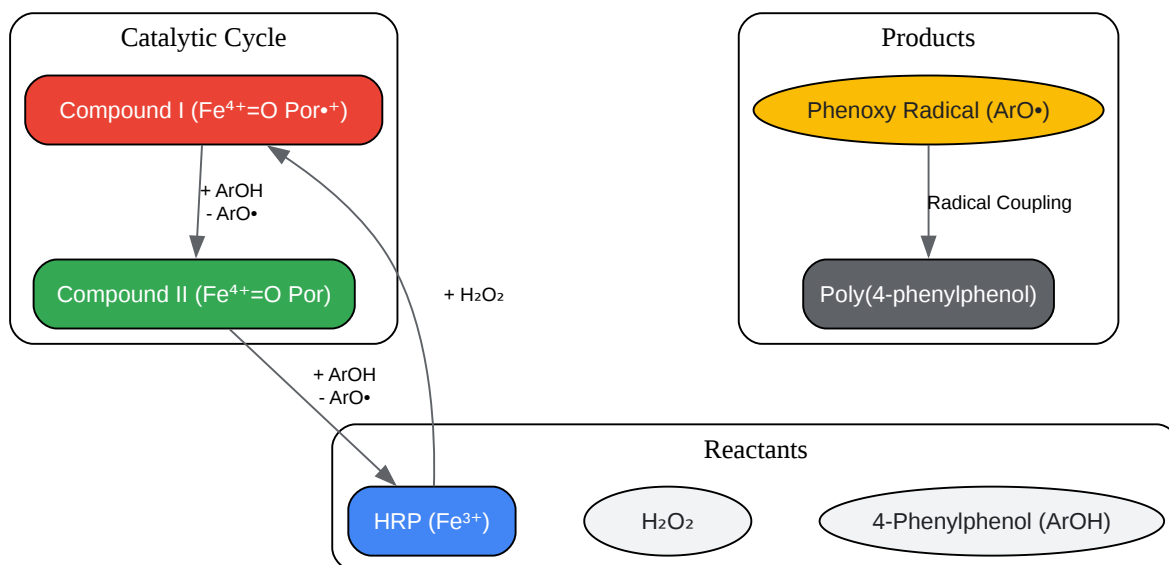 Catalytic Cycle
Compound I (Fe⁴⁺=O Por•⁺)
+ ArOH
- ArO•
Compound II (Fe⁴⁺=O Por)
+ H₂O₂
+ ArOH
- ArO•
Products
Phenoxy Radical (ArO•)
Radical Coupling
Poly(4-phenylphenol)
Reactants
HRP (Fe³⁺)
H₂O₂
4-Phenylphenol (ArOH)